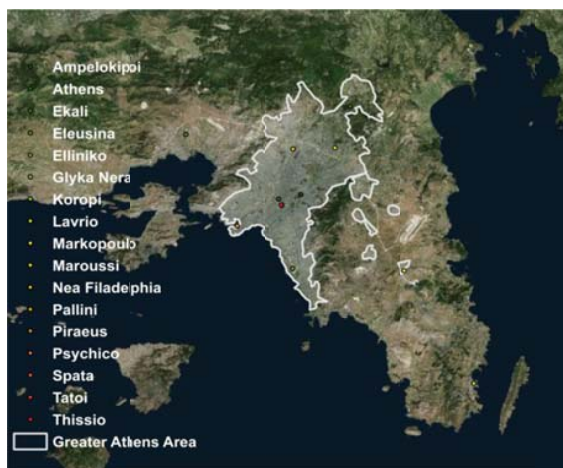 Ampelokipoi
Athens
Ekali
Eleusina
Elliniko
Glyka Nera
Koropi
Lavrio
Markopoulo
Maroussi
Nea Filadelphia
Pallini
Piraeus
Psychico
Spata
Tatoi
Thissio
Greater Athens Area